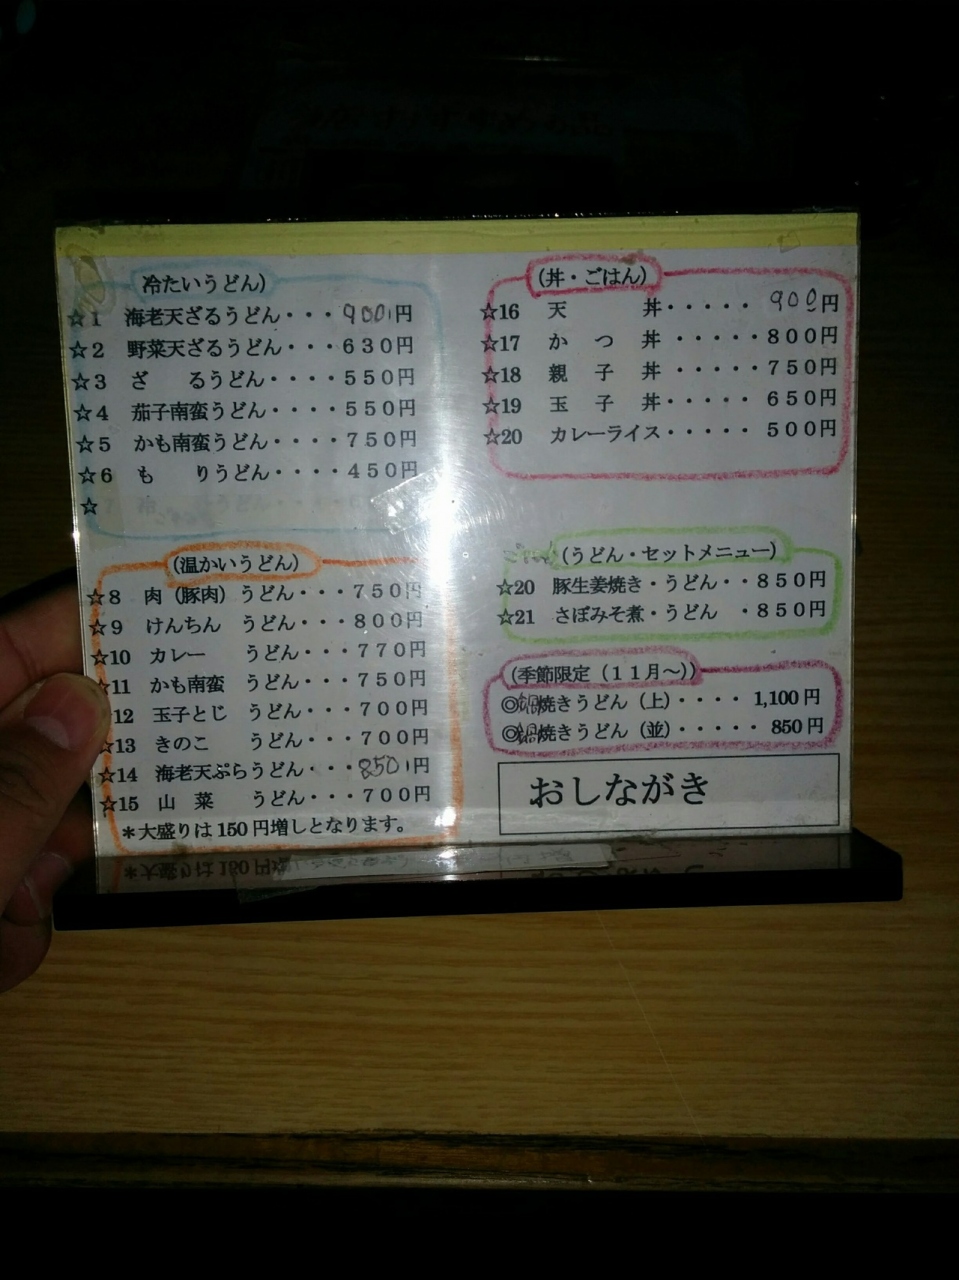 冷たいうどん)
☆1 海老天ざるうどん・・・900円
☆2 野菜天ざるうどん・・・630円
☆3 ざ るうどん・・・・550円
☆4 茄子南蛮うどん・・・・550円
☆5 かも南蛮うどん・・・・750円
☆6 も りうどん・・・・450円
☆
(温かいうどん)
☆8 肉(豚肉) うどん・・・750円
☆9 けんちん うどん・・・800円
☆10 カレー うどん・・・770円
☆11 かも南蛮 うどん・・・750円
12 玉子とじ うどん・・・700円
☆13 きのこ うどん・・・700円
☆14 海老天ぷらうどん・・・850円
☆15 山 菜 うどん・・・700円
*大盛りは150円増しとなります。
(丼・ごはん)
☆16 天 丼・・・・・900円
☆17 か つ 丼・・・・・800円
☆18 親 子 丼・・・・・750円
☆19 玉 子 丼・・・・・650円
☆20 カレーライス・・・・・500円
(うどん・セットメニュー)
☆20 豚生姜焼き・うどん・・850円
☆21 さばみそ煮・うどん ・850円
(季節限定(11月〜))
◎鍋焼きうどん(上)・・・・1,100円
◎鍋焼きうどん(並)・・・・・850円
おしながき